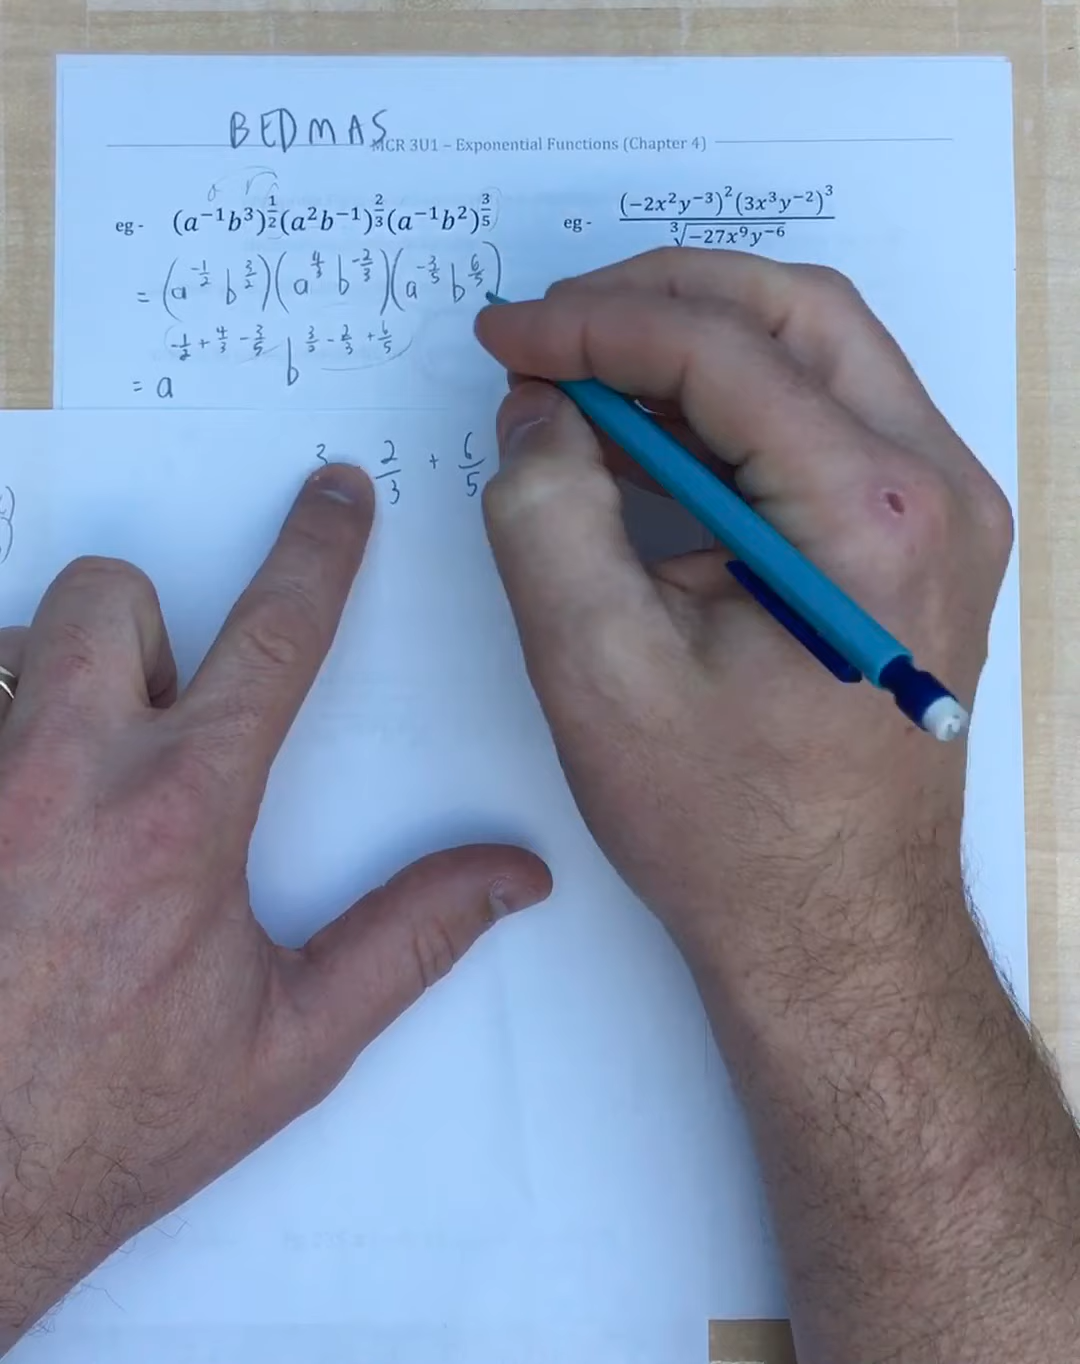 BEDMAS
MCR 3U1 – Exponential Functions (Chapter 4)
eg - (a⁻¹b³)^(1/2) (a²b⁻¹)^(2/3) (a⁻¹b²)^(3/5)
= (a^(-1/2) b^(3/2)) (a^(4/3) b^(-2/3)) (a^(-3/5) b^(6/5))
= a^(-1/2 + 4/3 - 3/5) b^(3/2 - 2/3 + 6/5)
3 2/3 + 6/5
eg - (-2x²y⁻³)² (3x³y⁻²)³ / ∛(-27x⁹y⁻⁶)